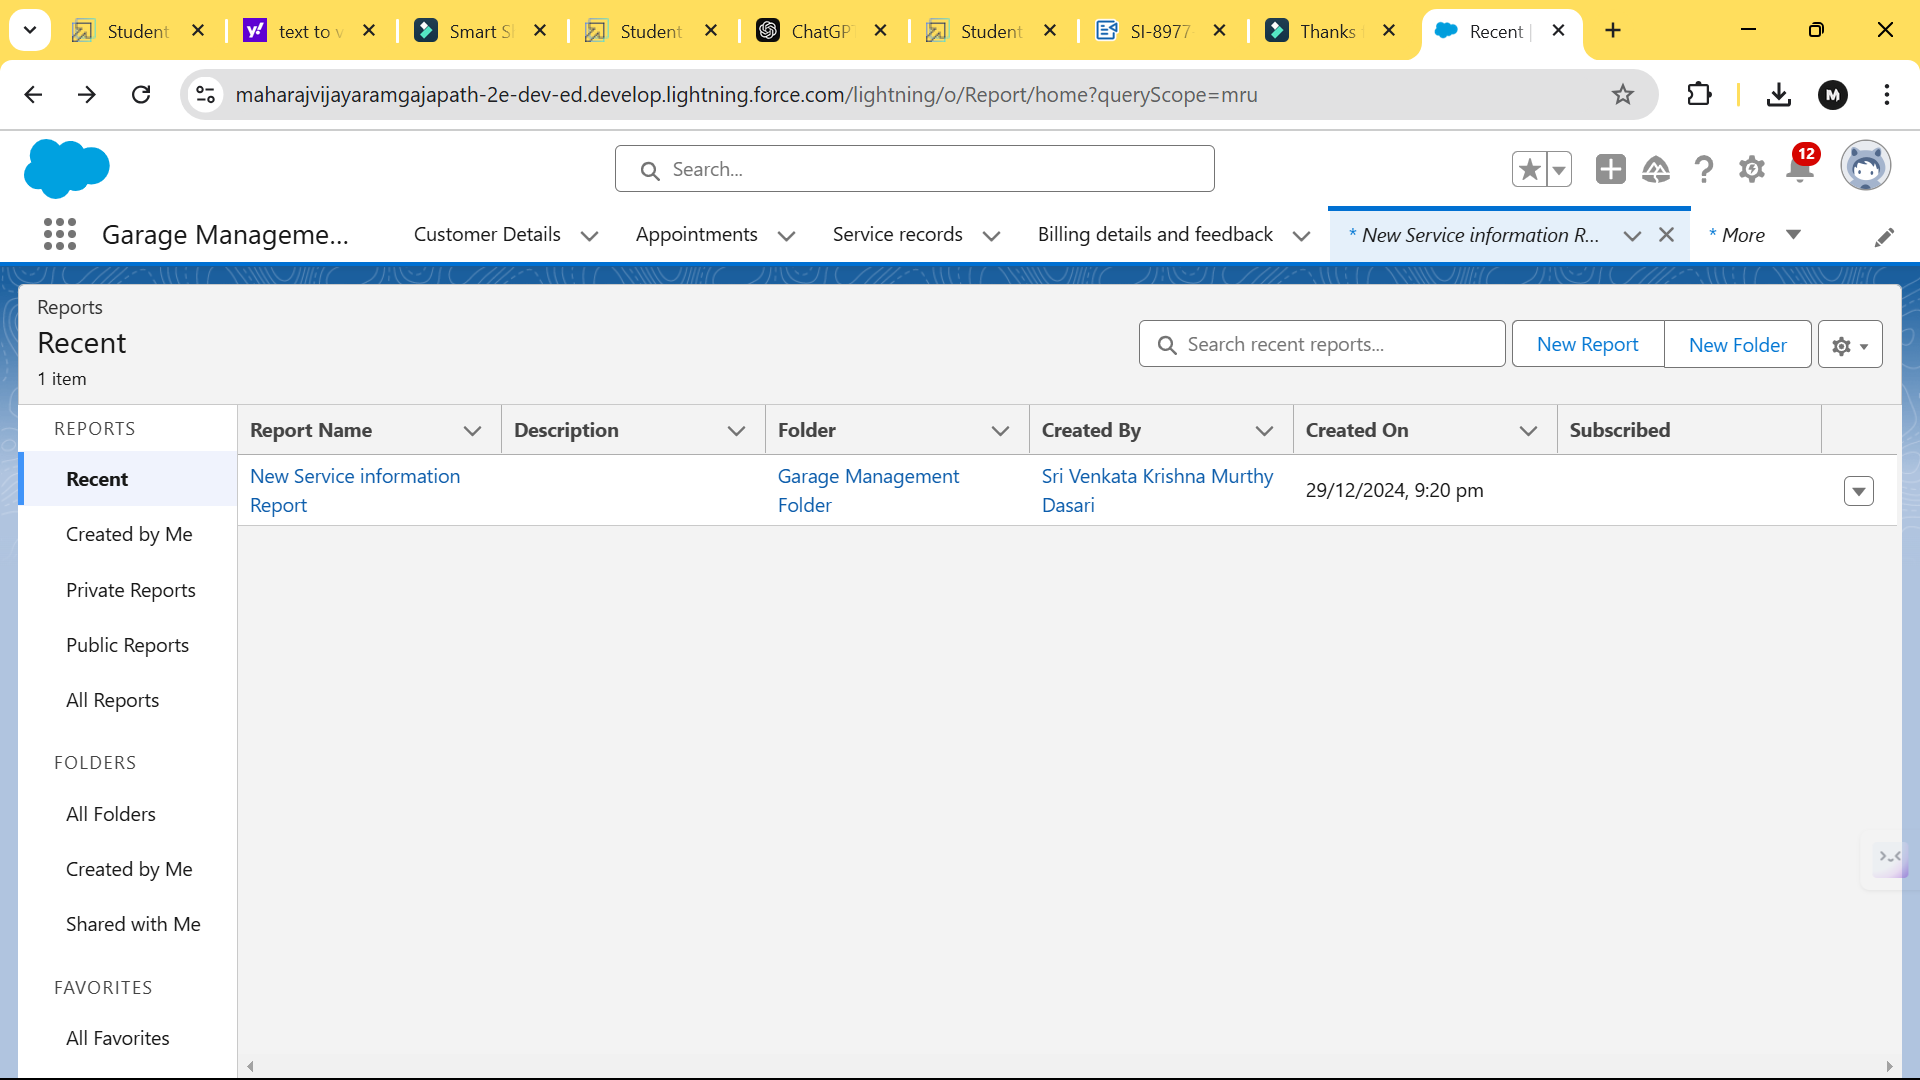 Student
text to v
Smart Sl
Student
ChatGPT
Student
SI-8977
Thanks
Recent |
maharajvijayaramgajapath-2e-dev-ed.develop.lightning.force.com/lightning/o/Report/home?queryScope=mru
M
Search...
12
Garage Manageme...
Customer Details
Appointments
Service records
Billing details and feedback
* New Service information R...
* More
Reports
Recent
1 item
Search recent reports...
New Report
New Folder
REPORTS
Recent
Created by Me
Private Reports
Public Reports
All Reports
FOLDERS
All Folders
Created by Me
Shared with Me
FAVORITES
All Favorites
Report Name
Description
Folder
Created By
Created On
Subscribed
New Service information
Report
Garage Management
Folder
Sri Venkata Krishna Murthy
Dasari
29/12/2024, 9:20 pm